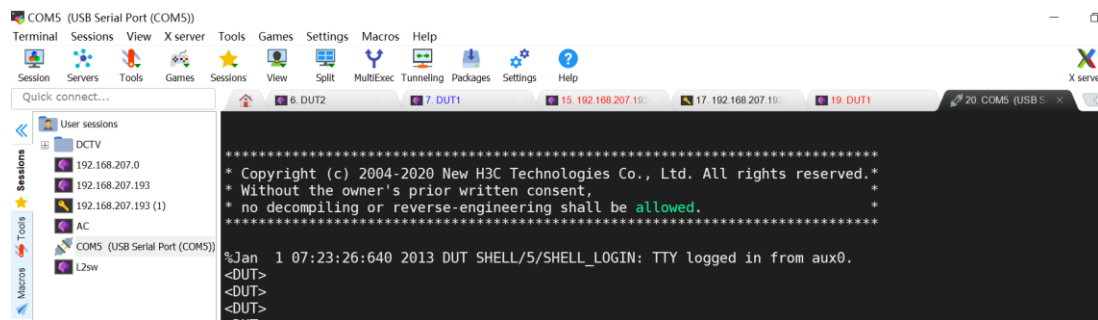 COM5 (USB Serial Port (COM5))
Terminal Sessions View X server Tools Games Settings Macros Help
Session Servers Tools Games Sessions View Split MultiExec Tunneling Packages Settings Help X serve
Quick connect... 6. DUT2 7. DUT1 15. 192.168.207.19 17. 192.168.207.19 19. DUT1 20. COM5 (USB S
User sessions
DCTV
192.168.207.0
192.168.207.193
192.168.207.193 (1)
AC
COM5 (USB Serial Port (COM5))
L2sw
Sessions
Tools
Macros
******************************************************************************
* Copyright (c) 2004-2020 New H3C Technologies Co., Ltd. All rights reserved.*
* Without the owner's prior written consent, *
* no decompiling or reverse-engineering shall be allowed. *
******************************************************************************
%Jan 1 07:23:26:640 2013 DUT SHELL/5/SHELL_LOGIN: TTY logged in from aux0.
<DUT>
<DUT>
<DUT>